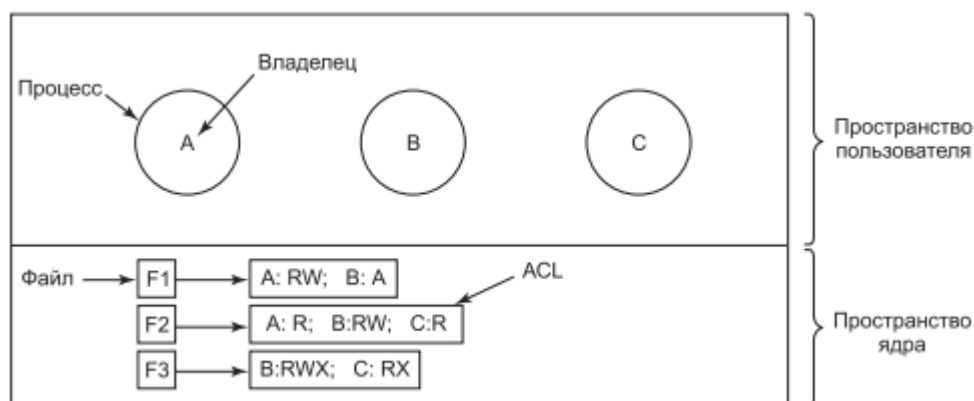 Владелец
Процесс
A
B
C
Пространство
пользователя
Файл
F1
A: RW; B: A
ACL
F2
A: R; B:RW; C:R
F3
B:RWX; C: RX
Пространство
ядра